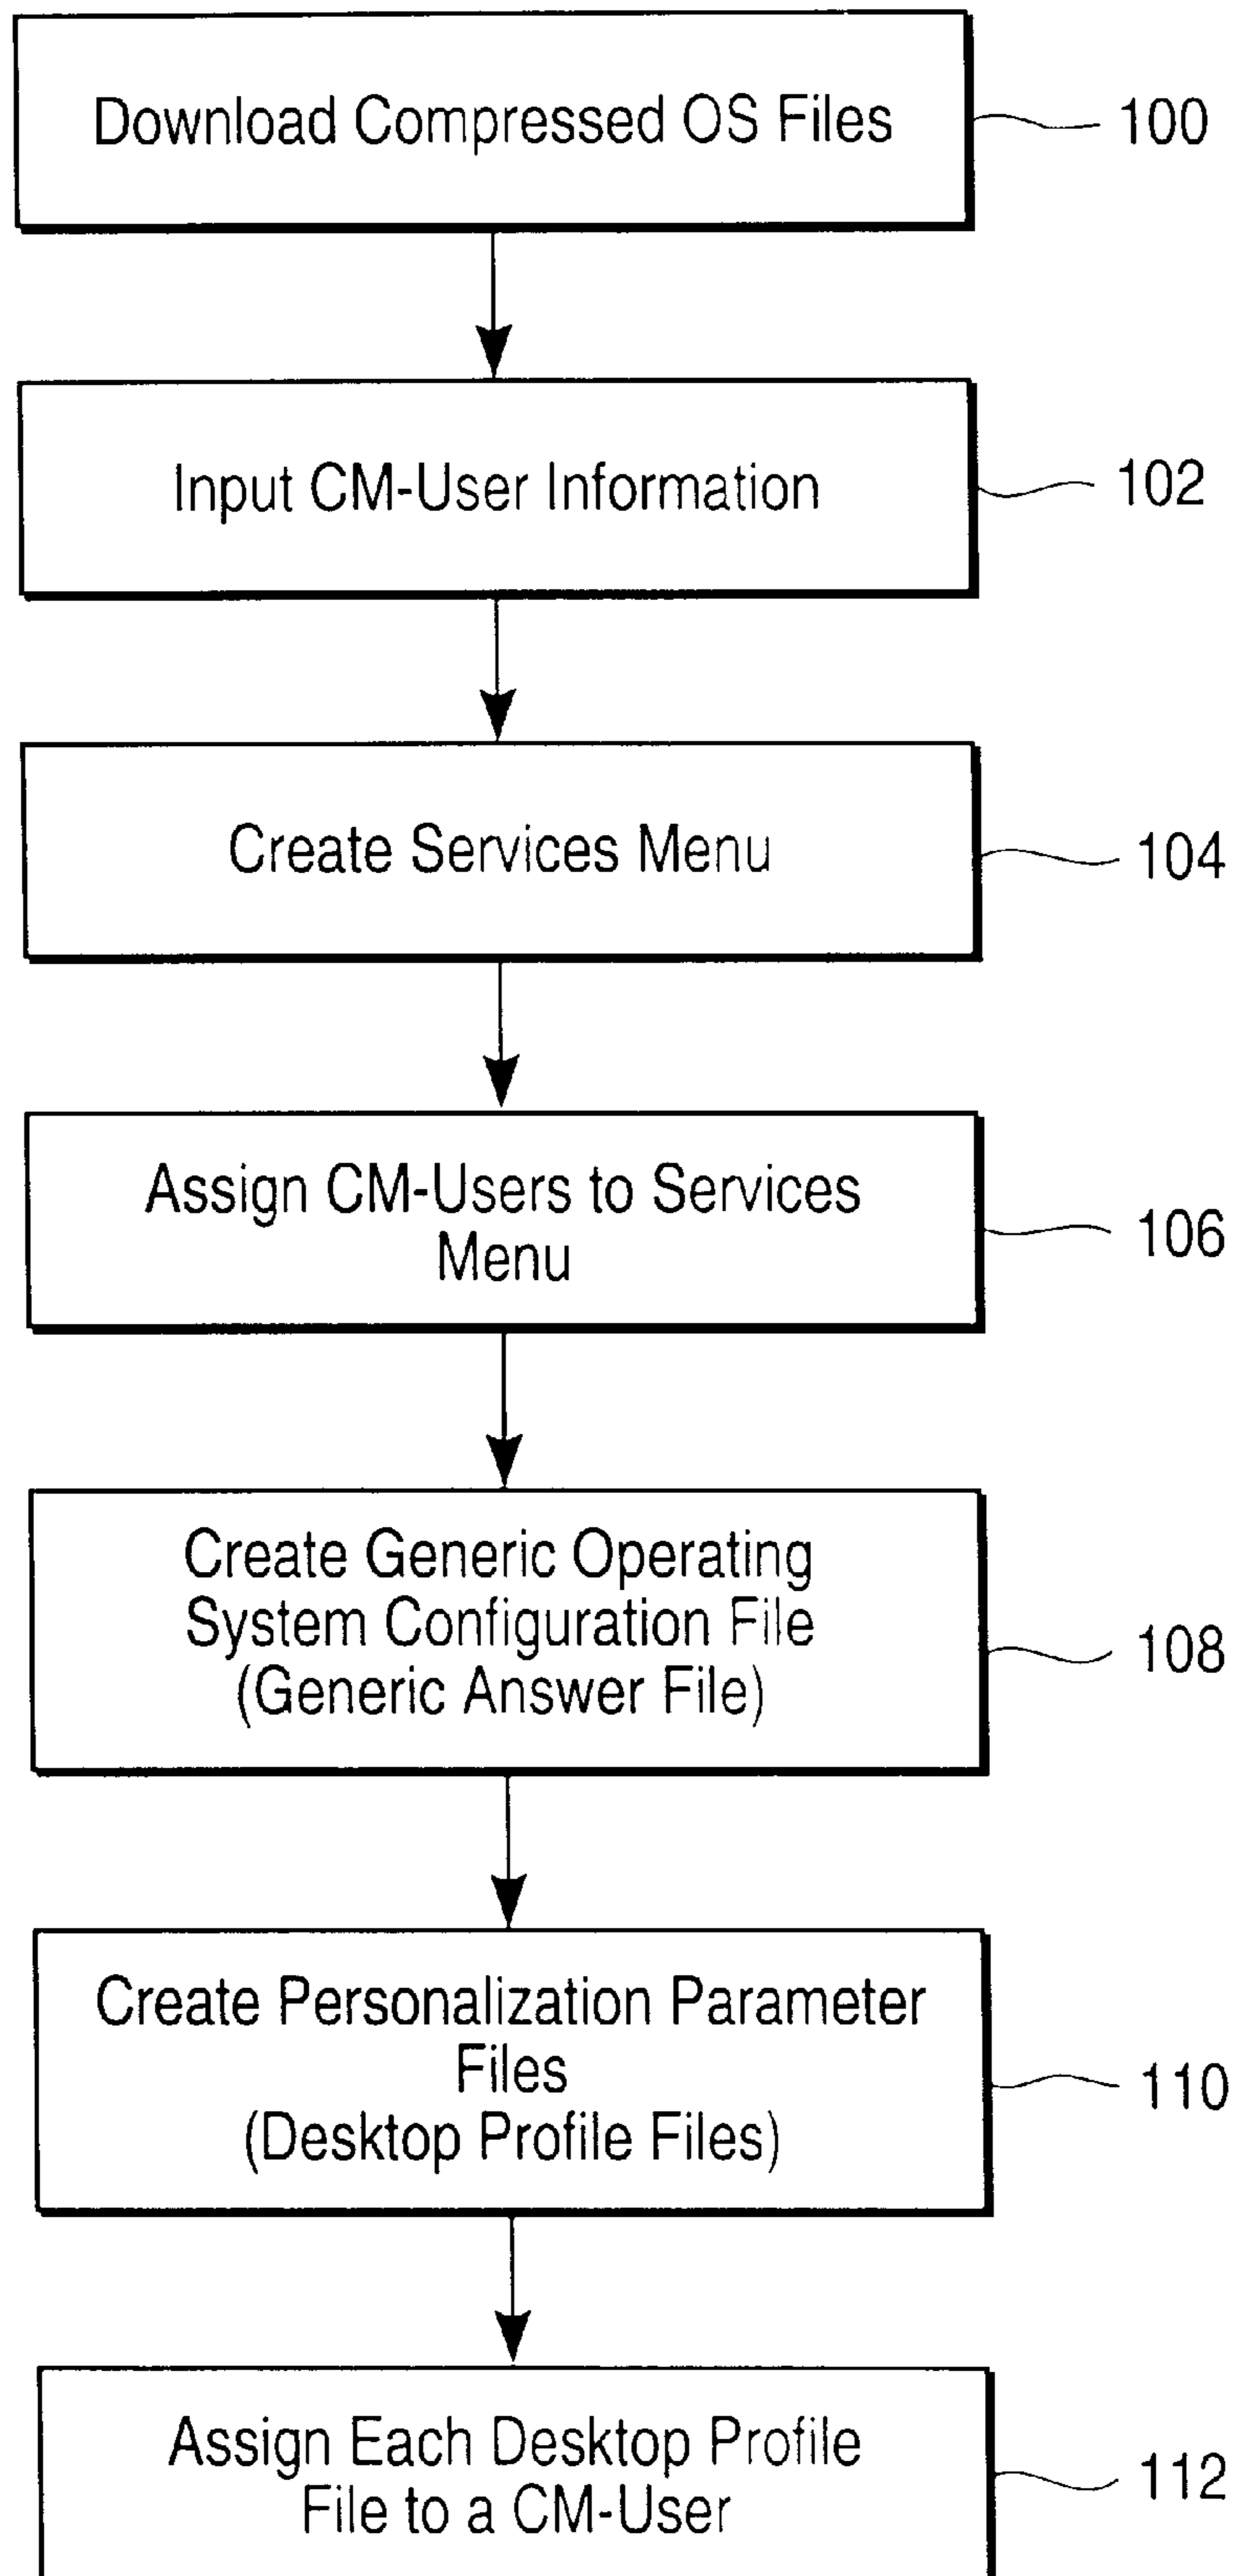 Download Compressed OS Files
100
Input CM-User Information
102
Create Services Menu
104
Assign CM-Users to Services
Menu
106
Create Generic Operating
System Configuration File
(Generic Answer File)
108
Create Personalization Parameter
Files
(Desktop Profile Files)
110
Assign Each Desktop Profile
File to a CM-User
112